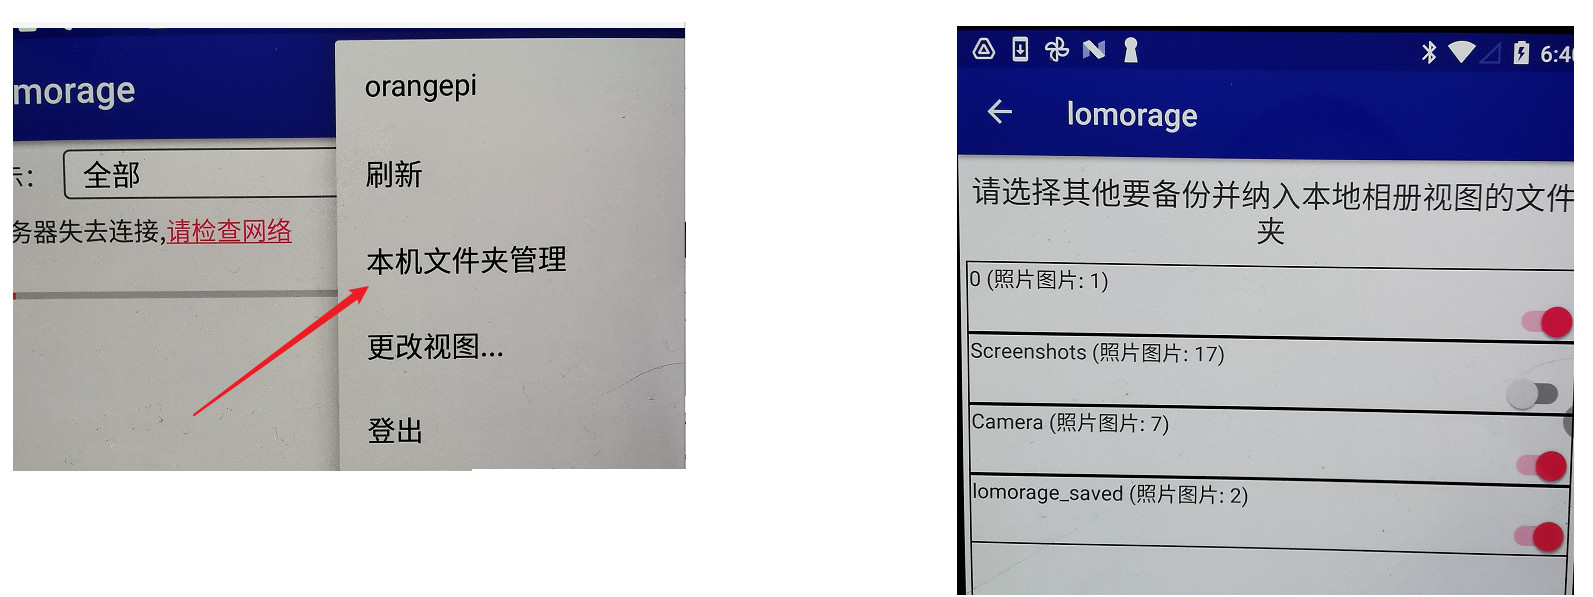 morage
orangepi
全部
刷新
务器失去连接,请检查网络
本机文件夹管理
更改视图...
登出
6:4
lomorage
请选择其他要备份并纳入本地相册视图的文件
夹
0 (照片图片: 1)
Screenshots (照片图片: 17)
Camera (照片图片: 7)
lomorage_saved (照片图片: 2)